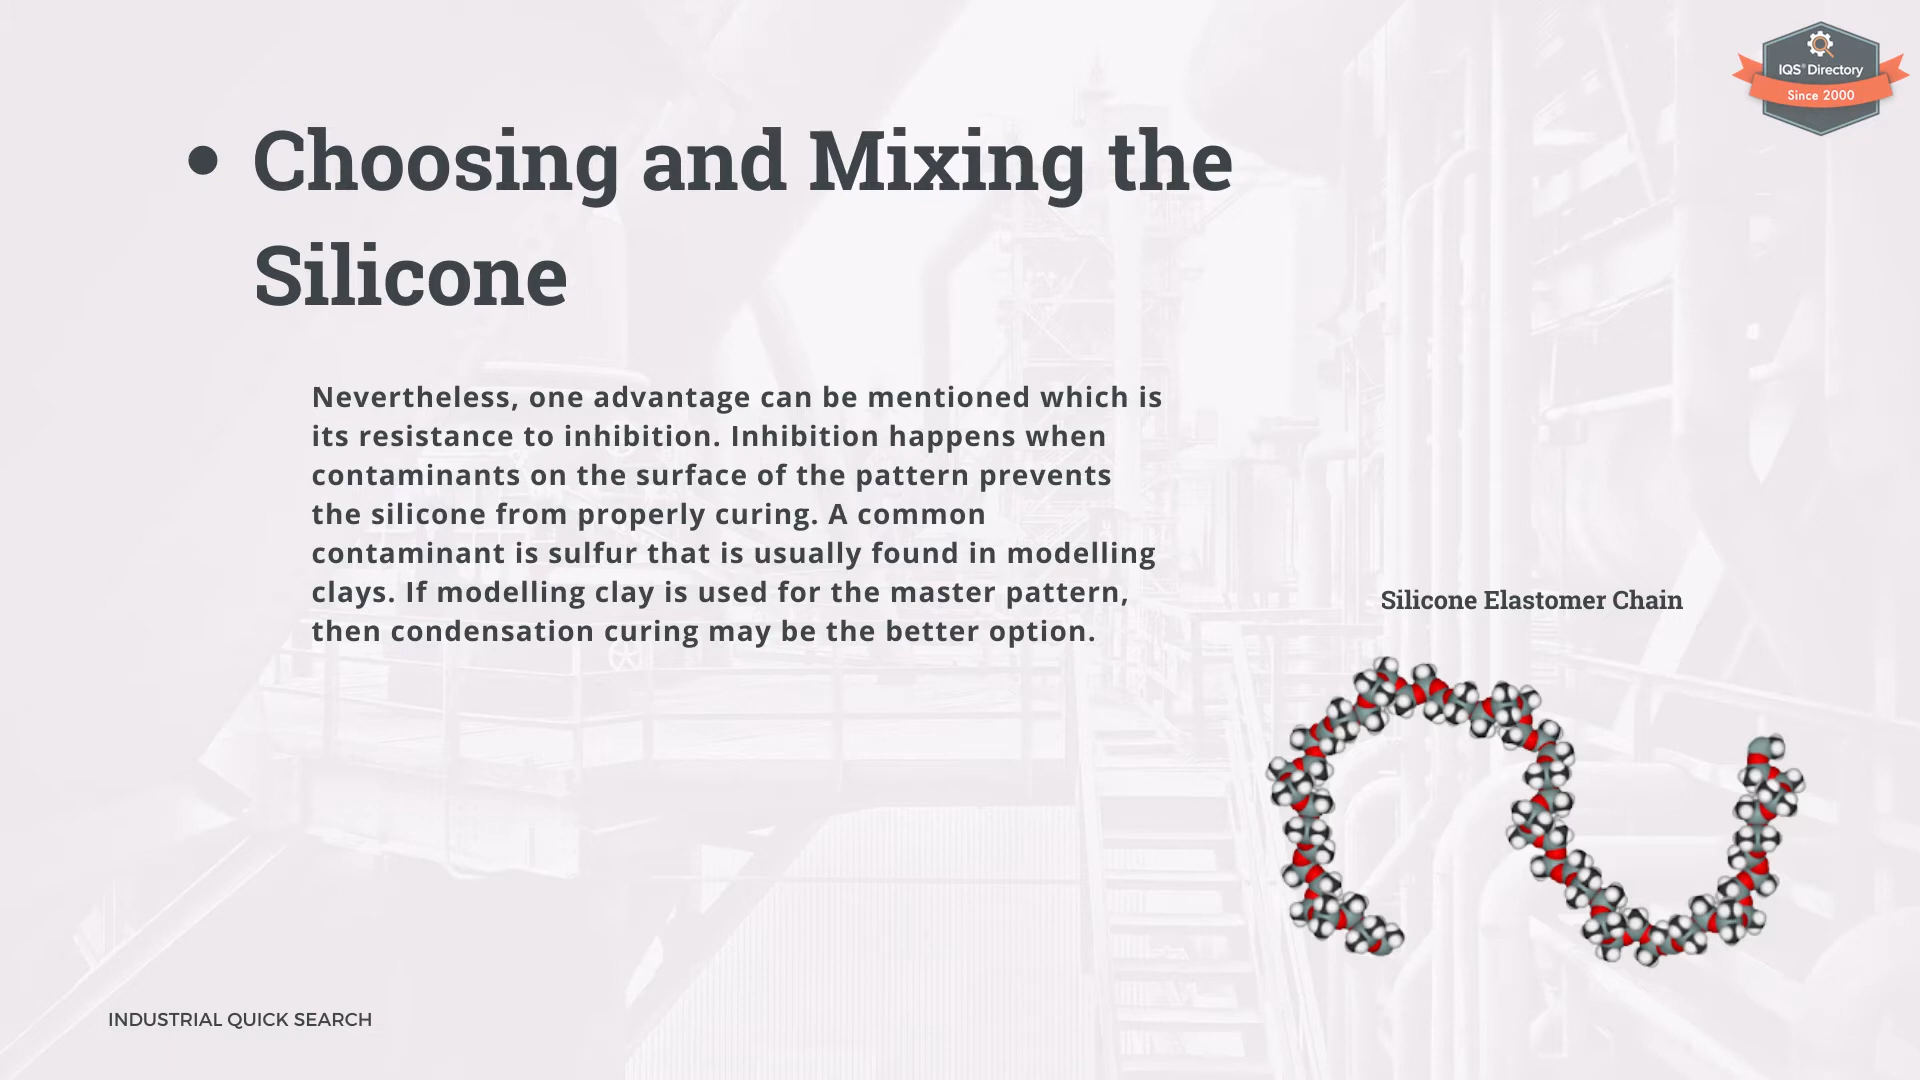 IQS® Directory
Since 2000
• Choosing and Mixing the
Silicone
Nevertheless, one advantage can be mentioned which is
its resistance to inhibition. Inhibition happens when
contaminants on the surface of the pattern prevents
the silicone from properly curing. A common
contaminant is sulfur that is usually found in modelling
clays. If modelling clay is used for the master pattern,
then condensation curing may be the better option.
Silicone Elastomer Chain
INDUSTRIAL QUICK SEARCH